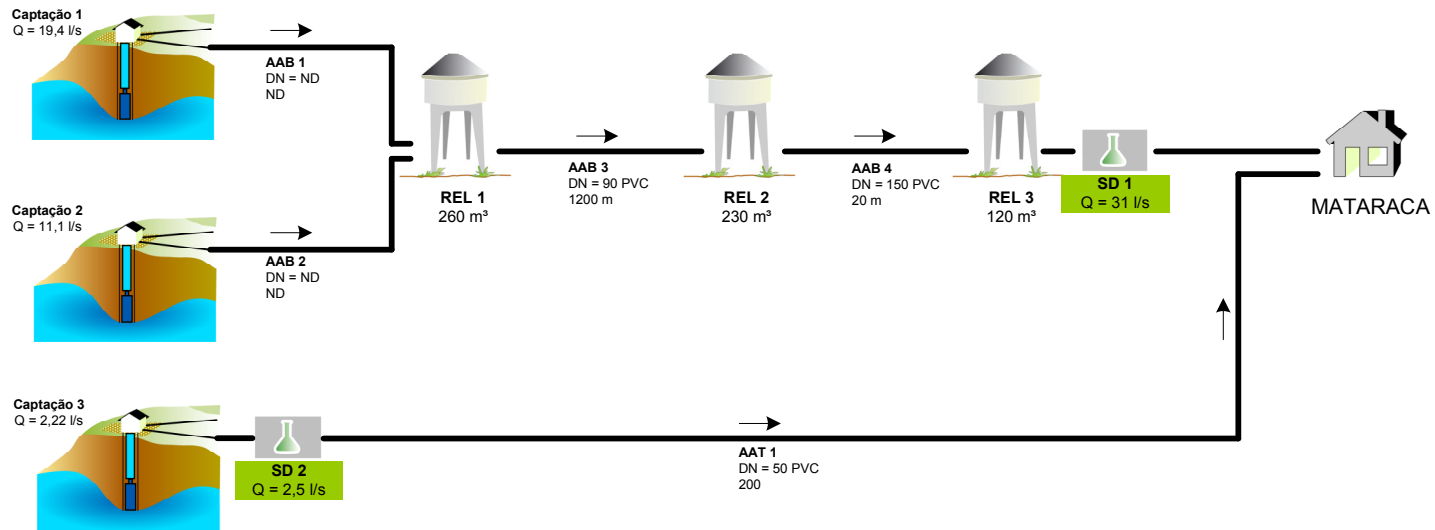 Captação 1
Q = 19,4 l/s
AAB 1
DN = ND
ND
Captação 2
Q = 11,1 l/s
AAB 2
DN = ND
ND
REL 1
260 m³
AAB 3
DN = 90 PVC
1200 m
REL 2
230 m³
AAB 4
DN = 150 PVC
20 m
REL 3
120 m³
SD 1
Q = 31 l/s
MATARACA
Captação 3
Q = 2,22 l/s
SD 2
Q = 2,5 l/s
AAT 1
DN = 50 PVC
200